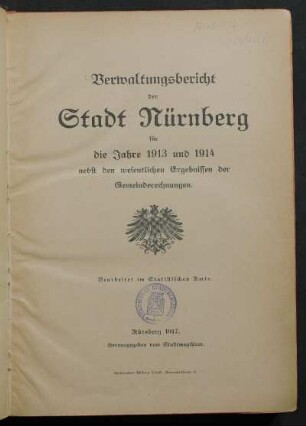 Verwaltungsbericht
der
Stadt Nürnberg
für
die Jahre 1913 und 1914
nebst den wesentlichen Ergebnissen der
Gemeinderechnungen.
Bearbeitet im Statistischen Amte.
Nürnberg 1917.
Herausgegeben vom Stadtmagistrat.